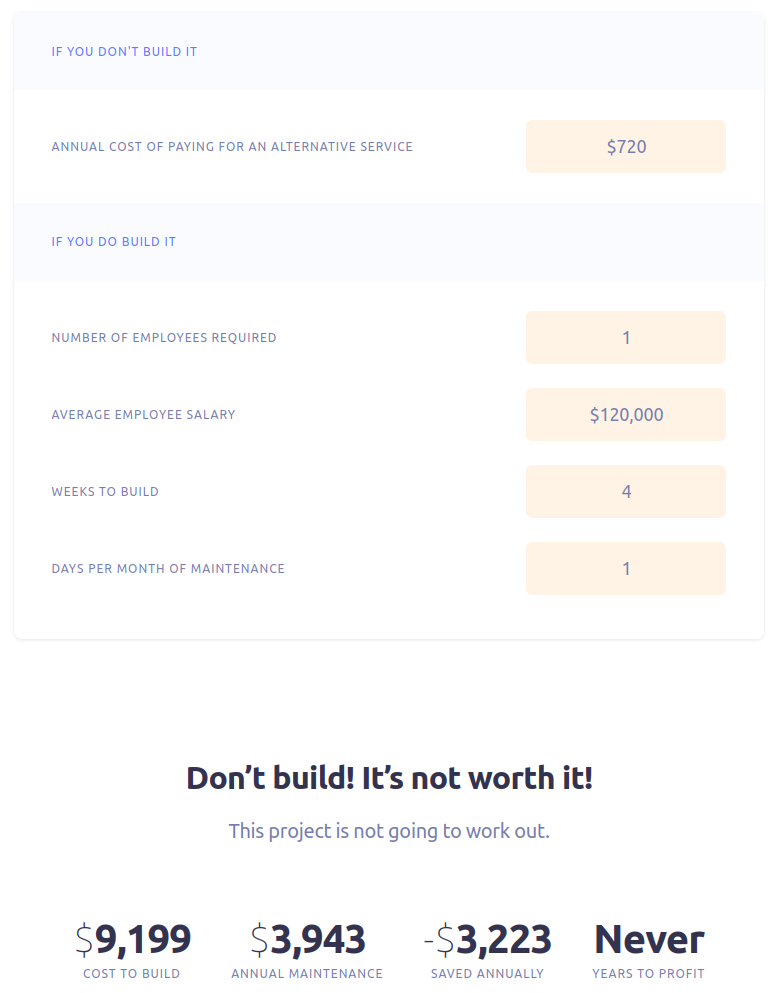 IF YOU DON'T BUILD IT
ANNUAL COST OF PAYING FOR AN ALTERNATIVE SERVICE $720
IF YOU DO BUILD IT
NUMBER OF EMPLOYEES REQUIRED 1
AVERAGE EMPLOYEE SALARY $120,000
WEEKS TO BUILD 4
DAYS PER MONTH OF MAINTENANCE 1
Don’t build! It’s not worth it!
This project is not going to work out.
$9,199 $3,943 -$3,223 Never
COST TO BUILD ANNUAL MAINTENANCE SAVED ANNUALLY YEARS TO PROFIT